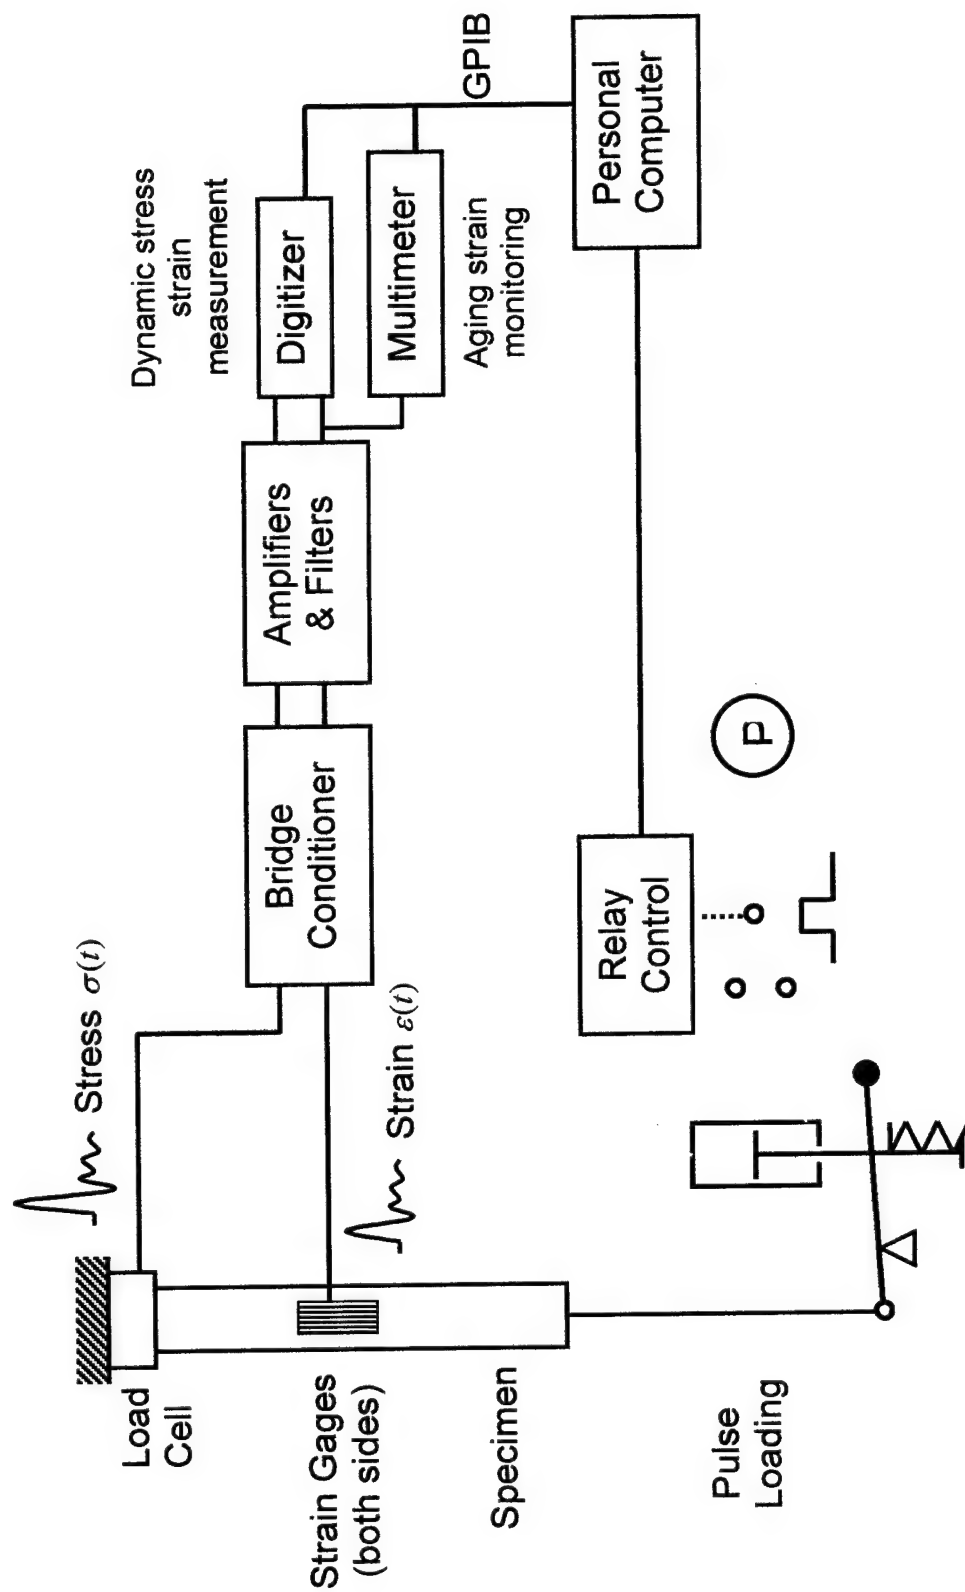 Load
Cell
Stress σ(t)
Strain Gages
(both sides)
Strain ε(t)
Specimen
Pulse
Loading
Bridge
Conditioner
Amplifiers
& Filters
Dynamic stress
strain
measurement
Digitizer
Multimeter
Aging strain
monitoring
GPIB
Personal
Computer
Relay
Control
P